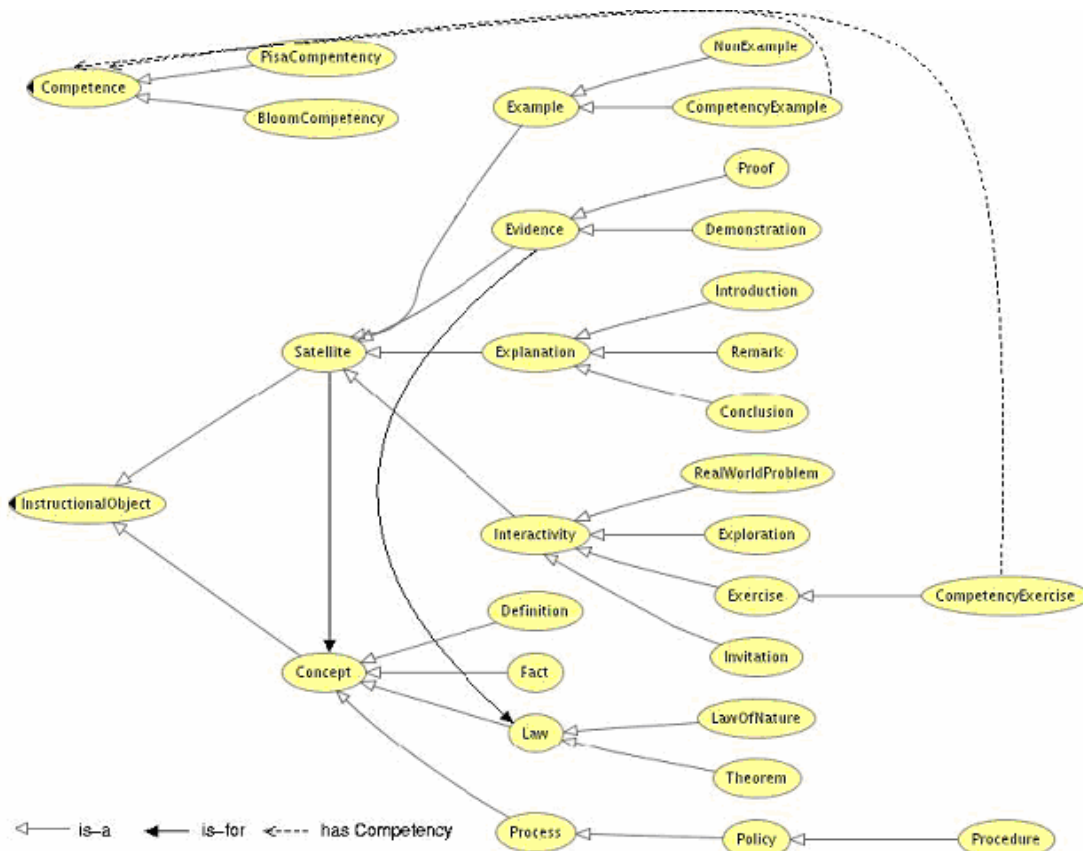 NonExample
PisaCompentency
Competence
Example
CompetencyExample
BloomCompetency
Proof
Evidence
Demonstration
Introduction
Satellite
Explanation
Remark
Conclusion
RealWorldProblem
InstructionalObject
Interactivity
Exploration
Exercise
CompetencyExercise
Definition
Invitation
Concept
Fact
LawOfNature
Law
Theorem
is-a
is-for
has Competency
Process
Policy
Procedure